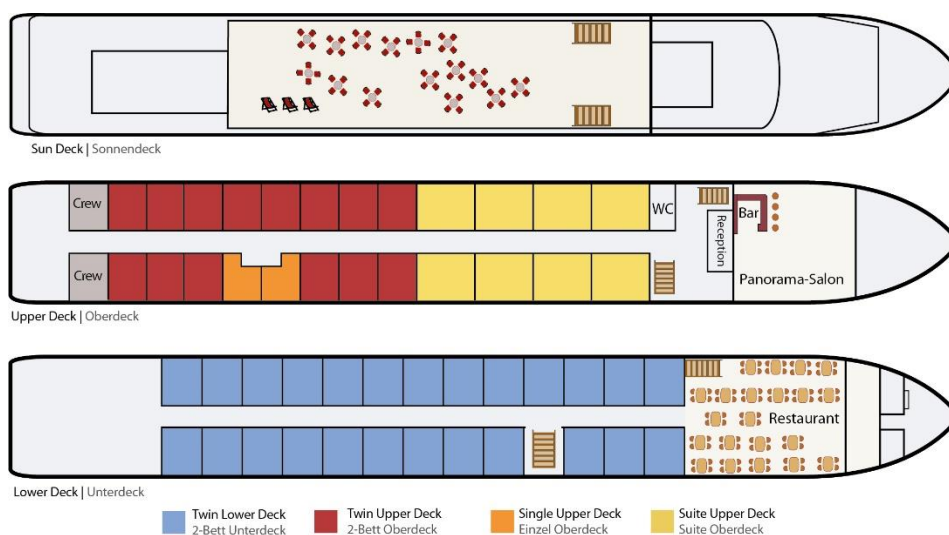 Sun Deck | Sonnendeck
Crew
WC
Bar
Reception
Crew
Panorama-Salon
Upper Deck | Oberdeck
Restaurant
Lower Deck | Unterdeck
Twin Lower Deck
2-Bett Unterdeck
Twin Upper Deck
2-Bett Oberdeck
Single Upper Deck
Einzel Oberdeck
Suite Upper Deck
Suite Oberdeck